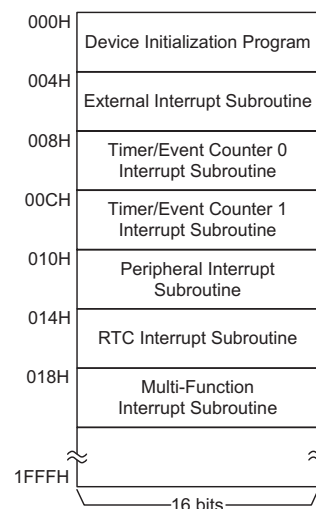 000H
Device Initialization Program
004H
External Interrupt Subroutine
008H
Timer/Event Counter 0
Interrupt Subroutine
00CH
Timer/Event Counter 1
Interrupt Subroutine
010H
Peripheral Interrupt
Subroutine
014H
RTC Interrupt Subroutine
018H
Multi-Function
Interrupt Subroutine
1FFFH
16 bits